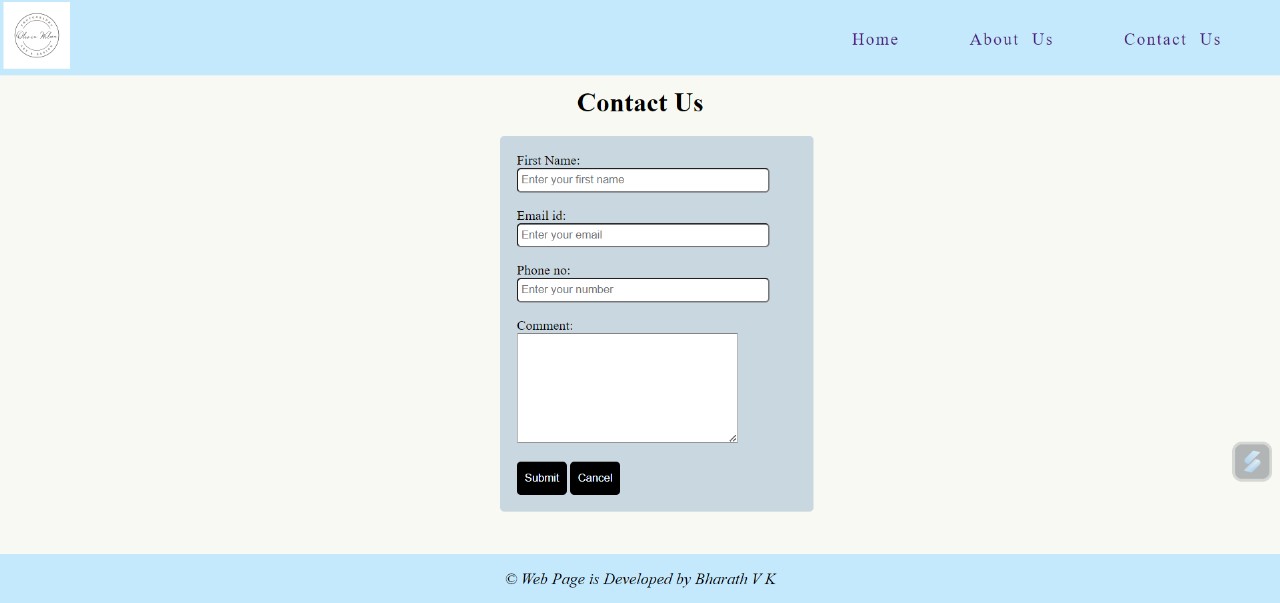 Home About Us Contact Us
Contact Us
First Name:
Enter your first name
Email id:
Enter your email
Phone no:
Enter your number
Comment:
Submit Cancel
© Web Page is Developed by Bharath V K